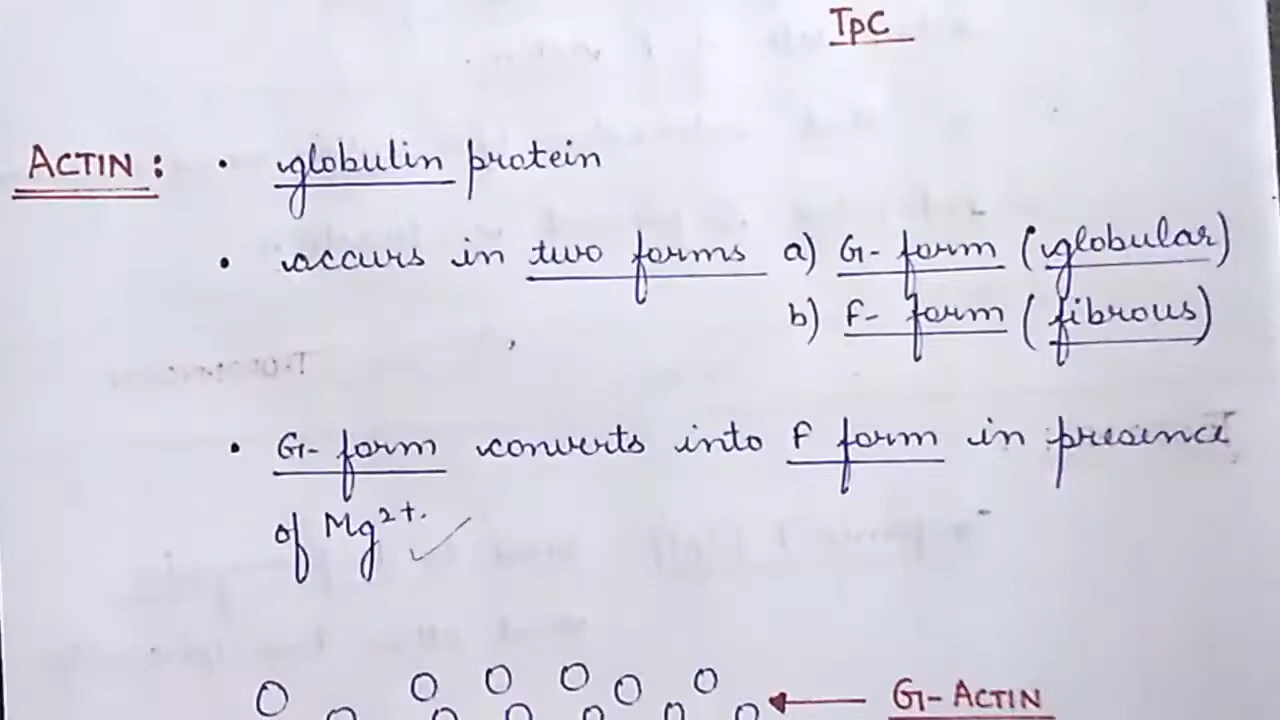 TpC
ACTIN: • globulin protein
• occurs in two forms a) G- form (globular)
b) F- form (fibrous)
• G- form converts into F form in presence
of Mg²⁺.
G-ACTIN